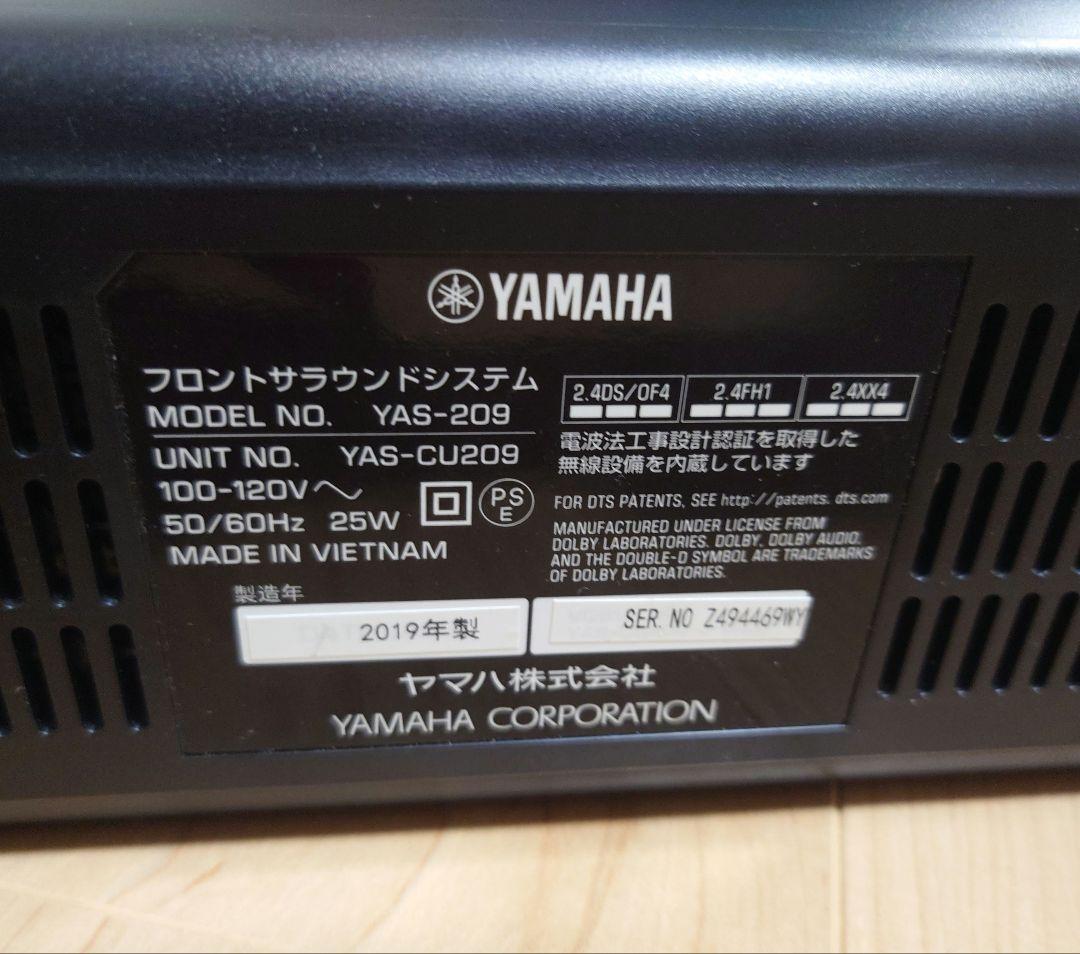 YAMAHA
フロントサラウンドシステム
MODEL NO. YAS-209
UNIT NO. YAS-CU209
100-120V～
50/60Hz 25W
MADE IN VIETNAM
PSE
2.4DS/OF4 2.4FH1 2.4XX4
電波法工事設計認証を取得した
無線設備を内蔵しています
FOR DTS PATENTS, SEE http://patents. dts.com
MANUFACTURED UNDER LICENSE FROM
DOLBY LABORATORIES. DOLBY, DOLBY AUDIO,
AND THE DOUBLE-D SYMBOL ARE TRADEMARKS
OF DOLBY LABORATORIES.
製造年
2019年製
SER. NO Z494469WY
ヤマハ株式会社
YAMAHA CORPORATION